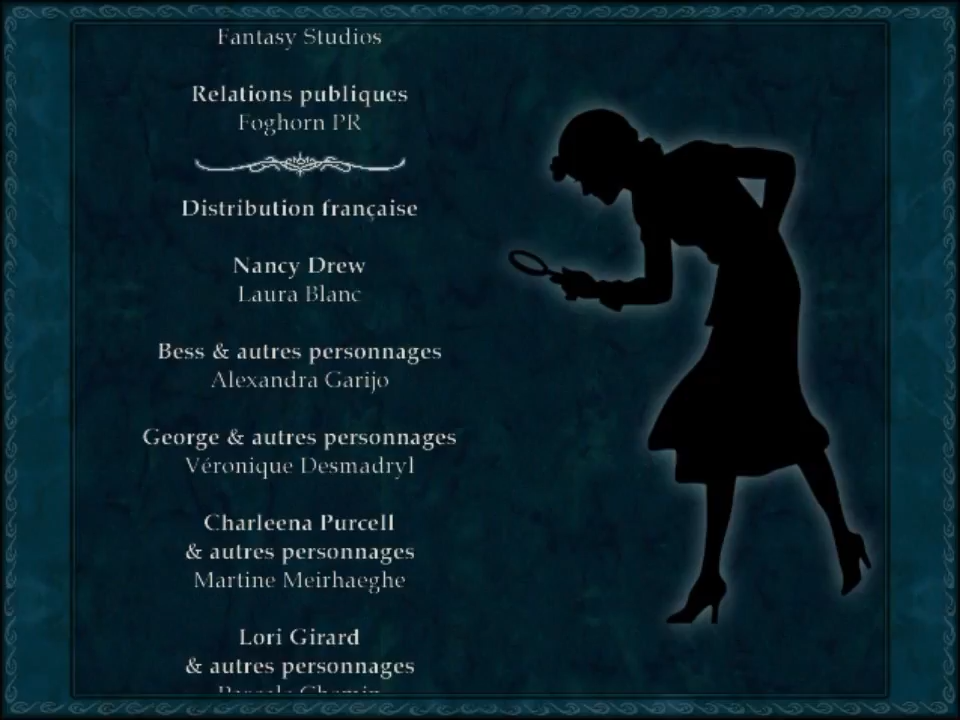 Fantasy Studios
Relations publiques
Foghorn PR
Distribution française
Nancy Drew
Laura Blanc
Bess & autres personnages
Alexandra Garijo
George & autres personnages
Véronique Desmadryl
Charleena Purcell
& autres personnages
Martine Meirhaeghe
Lori Girard
& autres personnages